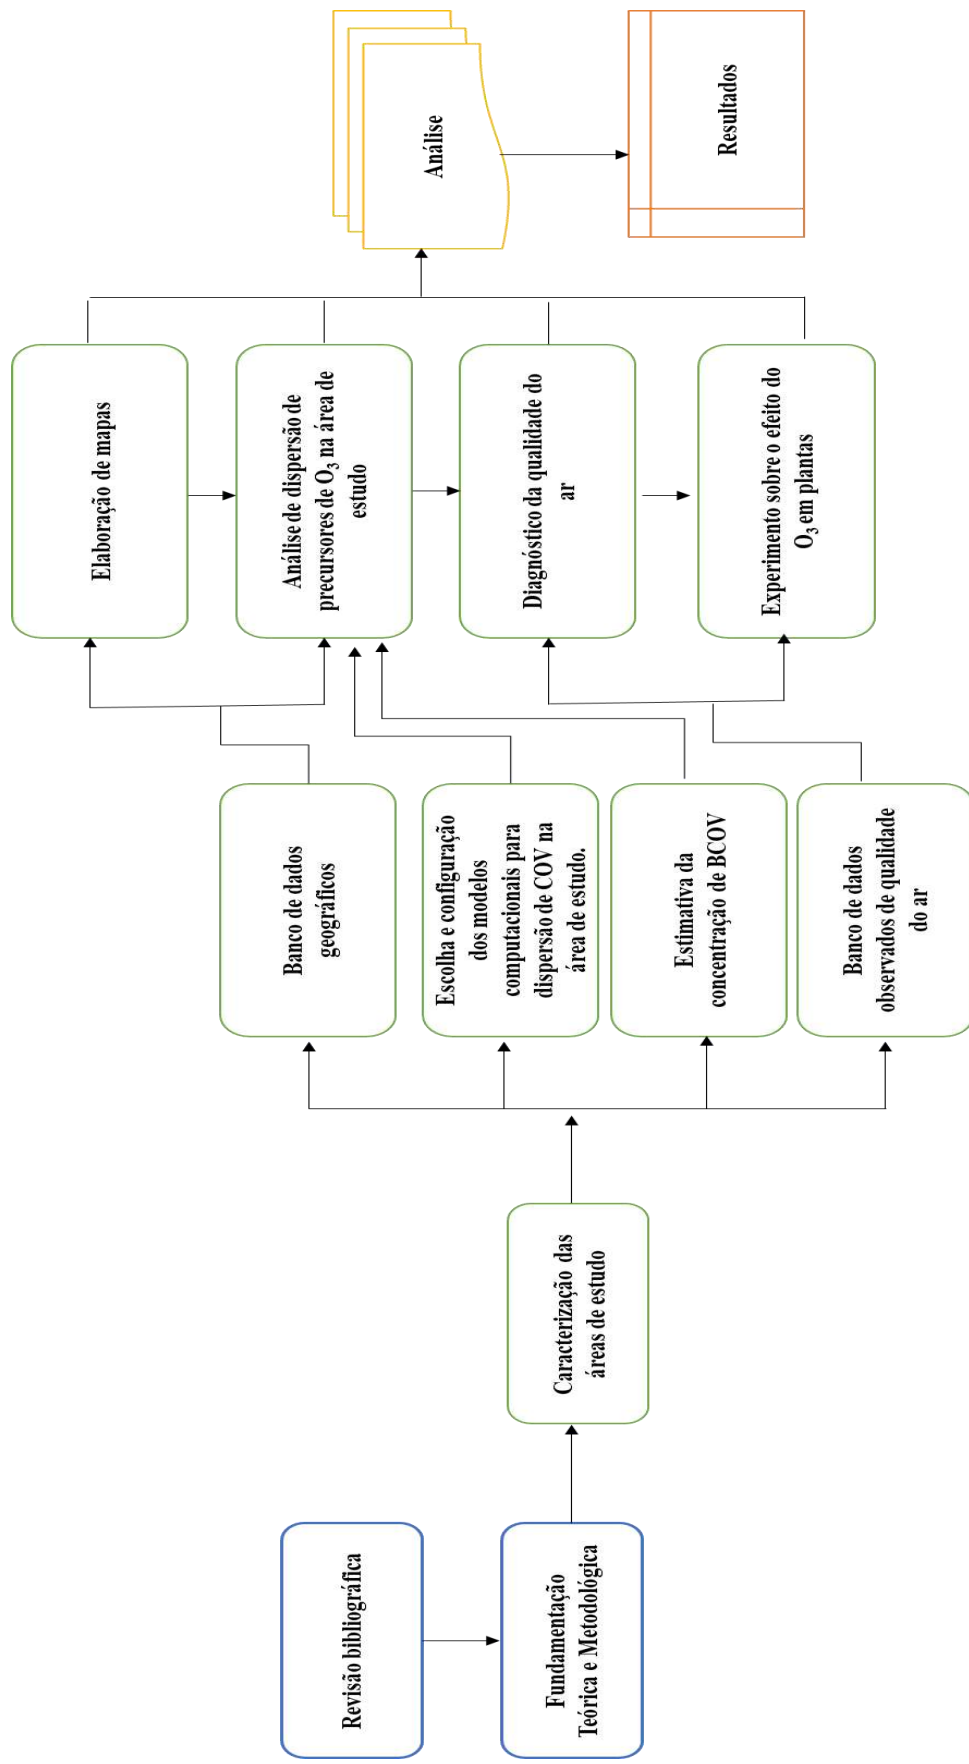 Revisão bibliográfica
Fundamentação
Teórica e Metodológica
Caracterização das
áreas de estudo
Banco de dados
geográficos
Escolha e configuração
dos modelos
computacionais para
dispersão de COV na
área de estudo.
Estimativa da
concentração de BCOV
Banco de dados
observados de qualidade
do ar
Elaboração de mapas
Análise de dispersão de
precursores de O₃ na área de
estudo
Diagnóstico da qualidade do
ar
Experimento sobre o efeito do
O₃ em plantas
Análise
Resultados